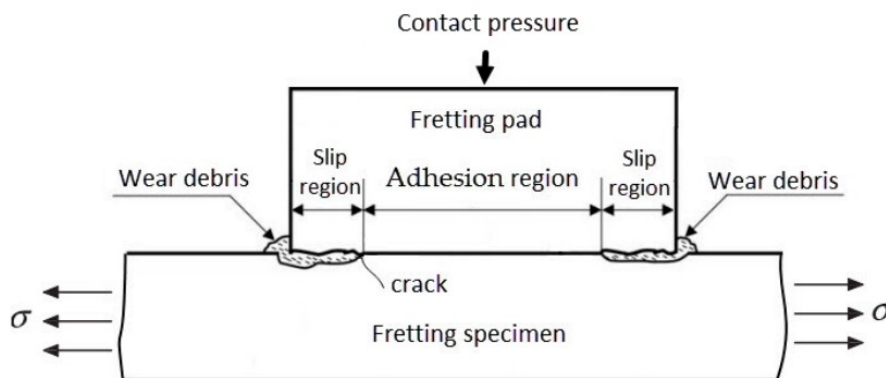 Contact pressure
Fretting pad
Slip
region
Adhesion region
Slip
region
Wear debris
Wear debris
crack
σ
σ
Fretting specimen